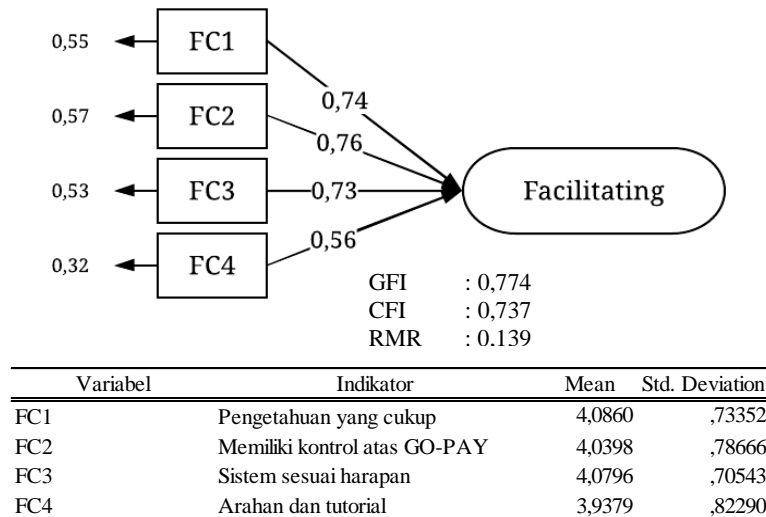 0,55 FC1
0,74
0,57 FC2
0,76
0,53 FC3 0,73 Facilitating
0,56
0,32 FC4
GFI : 0,774
CFI : 0,737
RMR : 0.139
Variabel Indikator Mean Std. Deviation
FC1 Pengetahuan yang cukup 4,0860 ,73352
FC2 Memiliki kontrol atas GO-PAY 4,0398 ,78666
FC3 Sistem sesuai harapan 4,0796 ,70543
FC4 Arahan dan tutorial 3,9379 ,82290